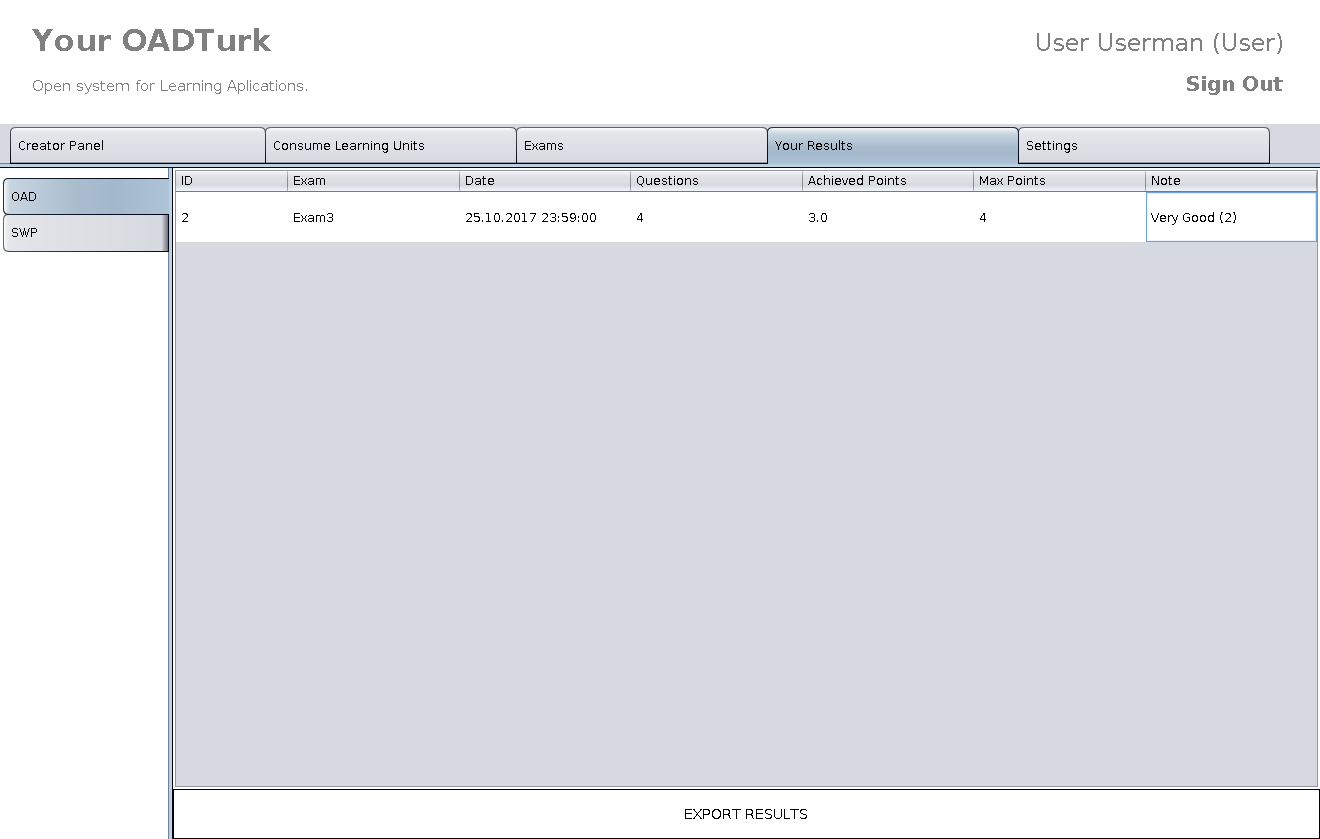 Your OADTurk
User Userman (User)
Open system for Learning Aplications.
Sign Out
Creator Panel
Consume Learning Units
Exams
Your Results
Settings
OAD
SWP
ID Exam Date Questions Achieved Points Max Points Note
2 Exam3 25.10.2017 23:59:00 4 3.0 4 Very Good (2)
EXPORT RESULTS